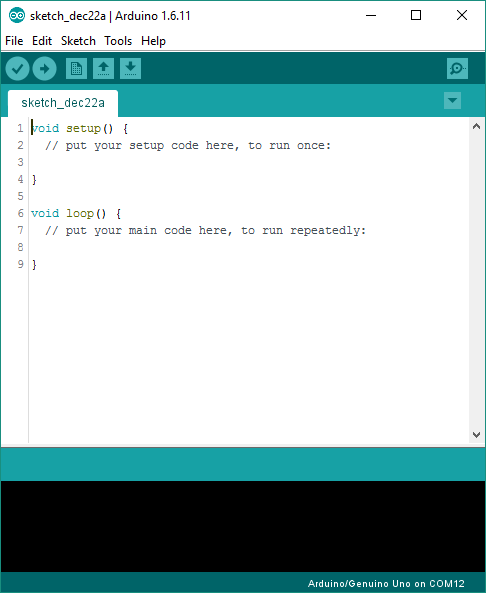 sketch_dec22a | Arduino 1.6.11
File Edit Sketch Tools Help
sketch_dec22a
1 void setup() {
2   // put your setup code here, to run once:
3
4 }
5
6 void loop() {
7   // put your main code here, to run repeatedly:
8
9 }
Arduino/Genuino Uno on COM12